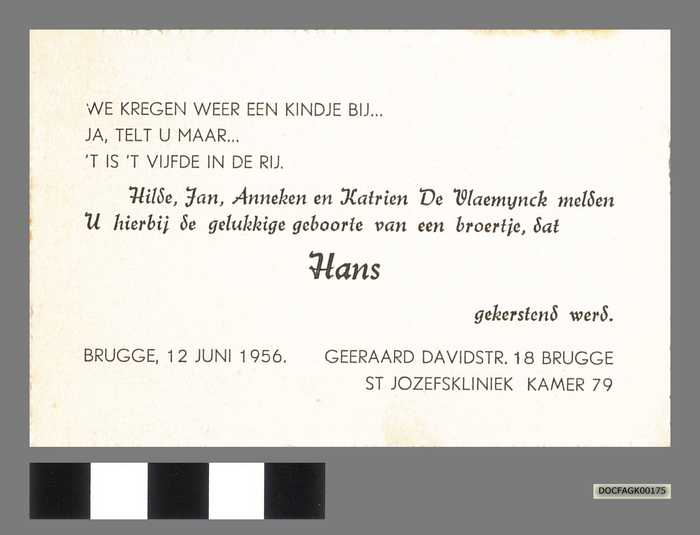 WE KREGEN WEER EEN KINDJE BIJ...
JA, TELT U MAAR...
'T IS 'T VIJFDE IN DE RIJ.
Hilde, Jan, Anneken en Katrien De Vlaemynck melden
U hierbij de gelukkige geboorte van een broertje, dat
Hans
gekerstend werd.
BRUGGE, 12 JUNI 1956. GEERAARD DAVIDSTR. 18 BRUGGE
ST JOZEFSKLINIEK KAMER 79
DOCFAGK00175